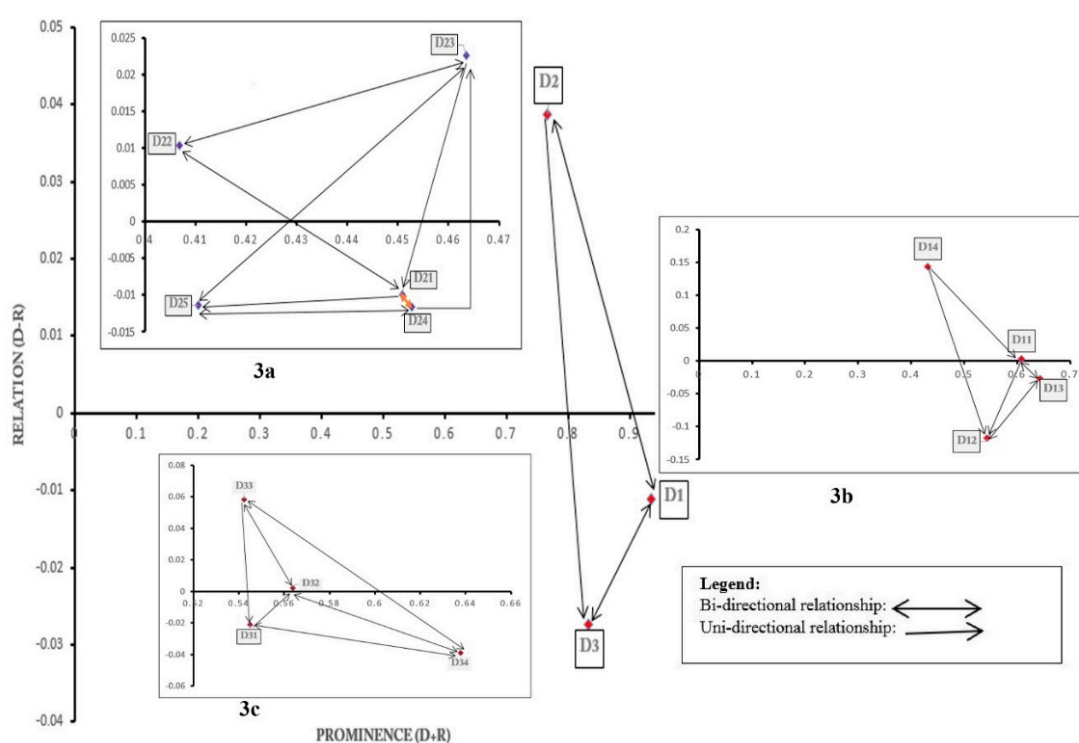 RELATION (D-R)
0.05
0.04
0.03
0.02
0.01
0
-0.01
-0.02
-0.03
-0.04
0
0.1
0.2
0.3
0.4
0.5
0.6
0.7
0.8
0.9
PROMINENCE (D+R)
D2
D1
D3
0.025
0.02
0.015
0.01
0.005
0
-0.005
-0.01
-0.015
0.4
0.41
0.42
0.43
0.44
0.45
0.46
0.47
D23
D22
D21
D25
D24
3a
0.2
0.15
0.1
0.05
0
-0.05
-0.1
-0.15
0
0.1
0.2
0.3
0.4
0.5
0.6
0.7
D14
D11
D13
D12
3b
0.08
0.06
0.04
0.02
0
-0.02
-0.04
-0.06
0.52
0.54
0.56
0.58
0.6
0.62
0.64
0.66
D33
D32
D31
D34
3c
Legend:
Bi-directional relationship:
Uni-directional relationship: